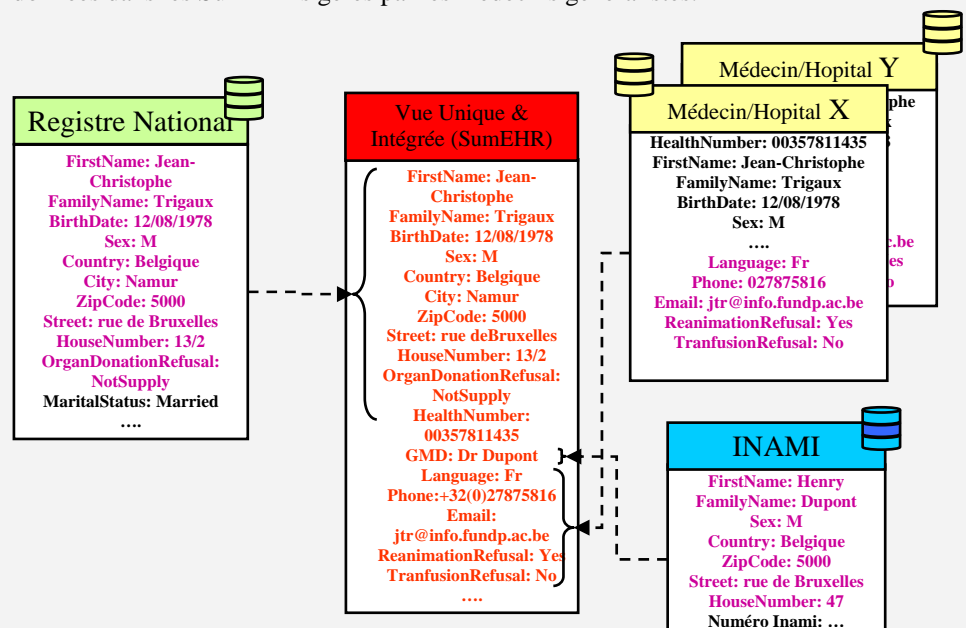 Registre National
FirstName: Jean-
Christophe
FamilyName: Trigaux
BirthDate: 12/08/1978
Sex: M
Country: Belgique
City: Namur
ZipCode: 5000
Street: rue de Bruxelles
HouseNumber: 13/2
OrganDonationRefusal:
NotSupply
MaritalStatus: Married
….
Vue Unique &
Intégrée (SumEHR)
FirstName: Jean-
Christophe
FamilyName: Trigaux
BirthDate: 12/08/1978
Sex: M
Country: Belgique
City: Namur
ZipCode: 5000
Street: rue deBruxelles
HouseNumber: 13/2
OrganDonationRefusal:
NotSupply
HealthNumber:
00357811435
GMD: Dr Dupont
Language: Fr
Phone:+32(0)27875816
Email:
jtr@info.fundp.ac.be
ReanimationRefusal: Yes
TranfusionRefusal: No
….
Médecin/Hopital Y
phe
c.be
es
o
Médecin/Hopital X
HealthNumber: 00357811435
FirstName: Jean-Christophe
FamilyName: Trigaux
BirthDate: 12/08/1978
Sex: M
….
Language: Fr
Phone: 027875816
Email: jtr@info.fundp.ac.be
ReanimationRefusal: Yes
TranfusionRefusal: No
INAMI
FirstName: Henry
FamilyName: Dupont
Sex: M
Country: Belgique
ZipCode: 5000
Street: rue de Bruxelles
HouseNumber: 47
Numéro Inami: …